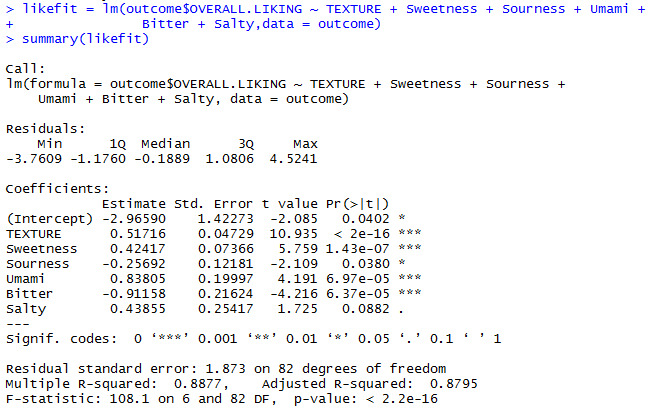 > likefit = lm(outcome$OVERALL.LIKING ~ TEXTURE + Sweetness + Sourness + Umami +
+                Bitter + Salty,data = outcome)
> summary(likefit)

Call:
lm(formula = outcome$OVERALL.LIKING ~ TEXTURE + Sweetness + Sourness +
    Umami + Bitter + Salty, data = outcome)

Residuals:
    Min      1Q  Median      3Q     Max
-3.7609 -1.1760 -0.1889  1.0806  4.5241

Coefficients:
            Estimate Std. Error t value Pr(>|t|)
(Intercept) -2.96590    1.42273  -2.085   0.0402 *
TEXTURE      0.51716    0.04729  10.935  < 2e-16 ***
Sweetness    0.42417    0.07366   5.759 1.43e-07 ***
Sourness    -0.25692    0.12181  -2.109   0.0380 *
Umami        0.83805    0.19997   4.191 6.97e-05 ***
Bitter      -0.91158    0.21624  -4.216 6.37e-05 ***
Salty        0.43855    0.25417   1.725   0.0882 .
---
Signif. codes:  0 ‘***’ 0.001 ‘**’ 0.01 ‘*’ 0.05 ‘.’ 0.1 ‘ ’ 1

Residual standard error: 1.873 on 82 degrees of freedom
Multiple R-squared:  0.8877,    Adjusted R-squared:  0.8795
F-statistic: 108.1 on 6 and 82 DF,  p-value: < 2.2e-16